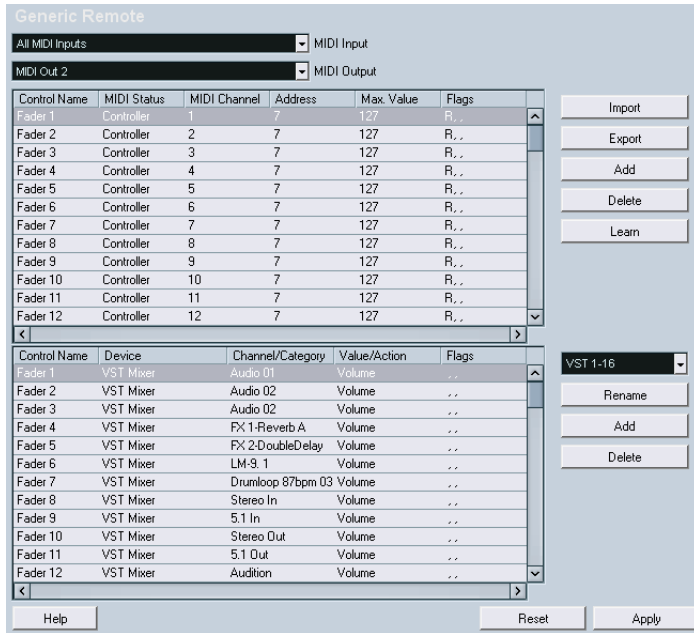 Generic Remote
All MIDI Inputs MIDI Input
MIDI Out 2 MIDI Output
Control Name MIDI Status MIDI Channel Address Max. Value Flags
Fader 1 Controller 1 7 127 R, ,
Fader 2 Controller 2 7 127 R, ,
Fader 3 Controller 3 7 127 R, ,
Fader 4 Controller 4 7 127 R, ,
Fader 5 Controller 5 7 127 R, ,
Fader 6 Controller 6 7 127 R, ,
Fader 7 Controller 7 7 127 R, ,
Fader 8 Controller 8 7 127 R, ,
Fader 9 Controller 9 7 127 R, ,
Fader 10 Controller 10 7 127 R, ,
Fader 11 Controller 11 7 127 R, ,
Fader 12 Controller 12 7 127 R, ,
Import
Export
Add
Delete
Learn
Control Name Device Channel/Category Value/Action Flags
Fader 1 VST Mixer Audio 01 Volume , ,
Fader 2 VST Mixer Audio 02 Volume , ,
Fader 3 VST Mixer Audio 02 Volume , ,
Fader 4 VST Mixer FX 1-Reverb A Volume , ,
Fader 5 VST Mixer FX 2-DoubleDelay Volume , ,
Fader 6 VST Mixer LM-9. 1 Volume , ,
Fader 7 VST Mixer Drumloop 87bpm 03 Volume , ,
Fader 8 VST Mixer Stereo In Volume , ,
Fader 9 VST Mixer 5.1 In Volume , ,
Fader 10 VST Mixer Stereo Out Volume , ,
Fader 11 VST Mixer 5.1 Out Volume , ,
Fader 12 VST Mixer Audition Volume , ,
VST 1-16
Rename
Add
Delete
Help Reset Apply